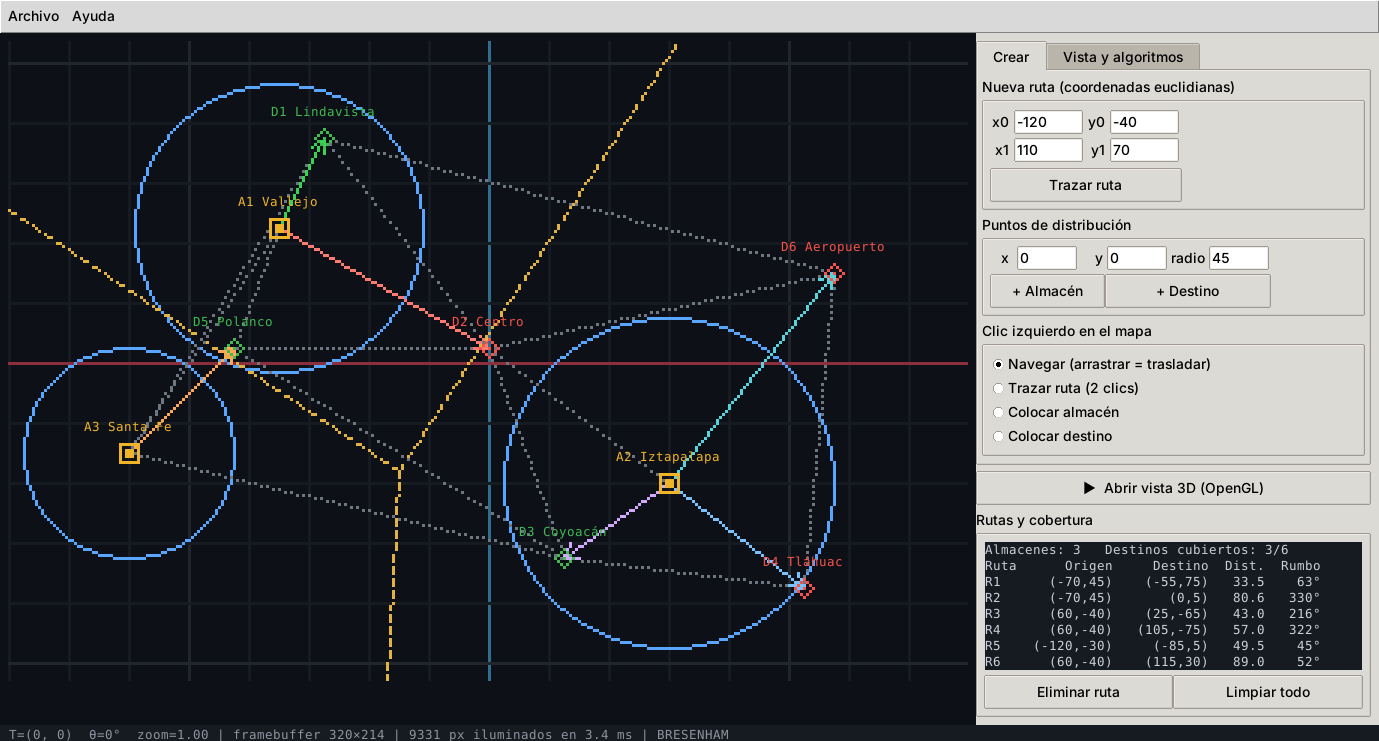 Archivo Ayuda
D1 Lindavista
A1 Vallejo
D6 Aeropuerto
D5 Polanco
D2 Centro
A3 Santa Fe
A2 Iztapalapa
D3 Coyoacán
D4 Tláhuac
T=(0, 0) θ=0° zoom=1.00 | framebuffer 320×214 | 9331 px iluminados en 3.4 ms | BRESENHAM
Crear Vista y algoritmos
Nueva ruta (coordenadas euclidianas)
x0 -120 y0 -40
x1 110 y1 70
Trazar ruta
Puntos de distribución
x 0 y 0 radio 45
+ Almacén + Destino
Clic izquierdo en el mapa
Navegar (arrastrar = trasladar)
Trazar ruta (2 clics)
Colocar almacén
Colocar destino
▶ Abrir vista 3D (OpenGL)
Rutas y cobertura
Almacenes: 3 Destinos cubiertos: 3/6
Ruta Origen Destino Dist. Rumbo
R1 (-70,45) (-55,75) 33.5 63°
R2 (-70,45) (0,5) 80.6 330°
R3 (60,-40) (25,-65) 43.0 216°
R4 (60,-40) (105,-75) 57.0 322°
R5 (-120,-30) (-85,5) 49.5 45°
R6 (60,-40) (115,30) 89.0 52°
Eliminar ruta Limpiar todo